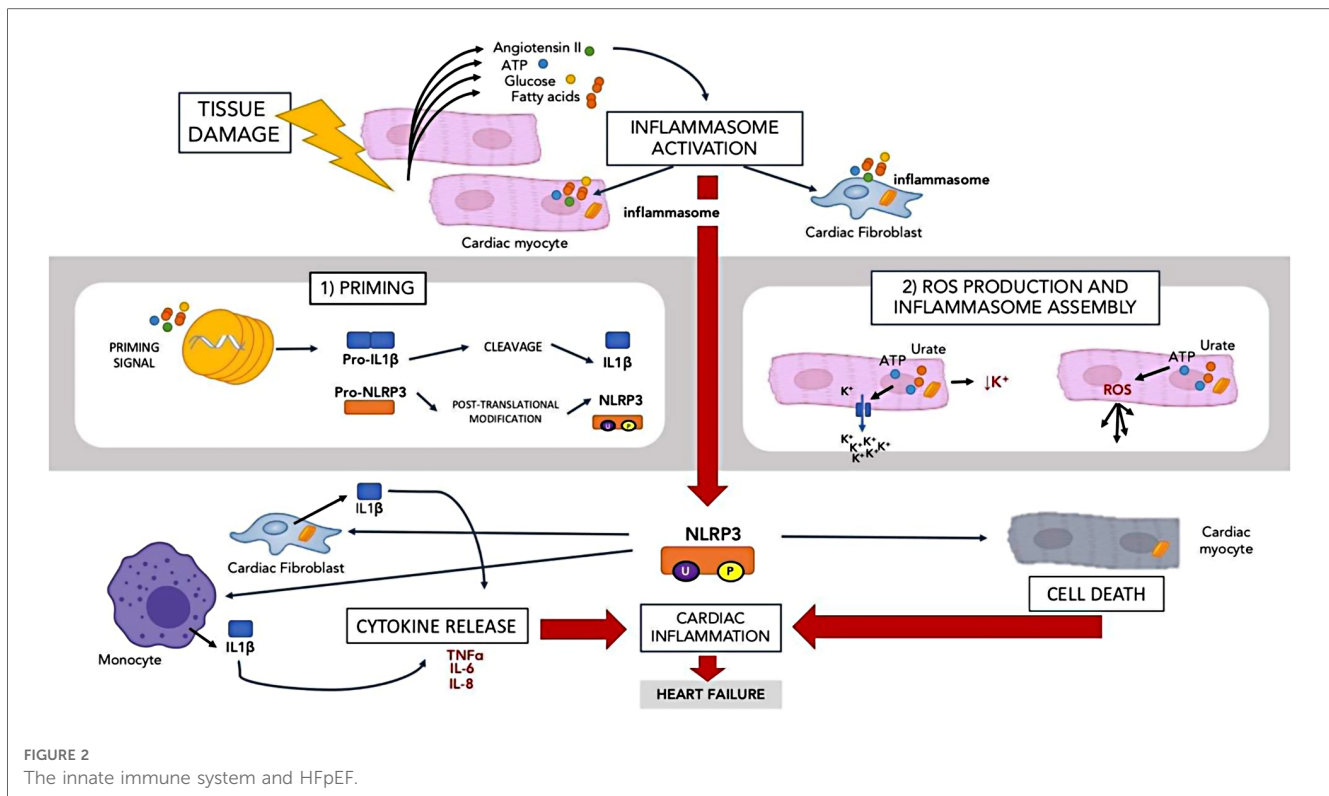 Angiotensin II
ATP
Glucose
Fatty acids
TISSUE
DAMAGE
INFLAMMASOME
ACTIVATION
inflammasome
Cardiac myocyte
inflammasome
Cardiac Fibroblast
1) PRIMING
PRIMING
SIGNAL
Pro-IL1β
CLEAVAGE
IL1β
Pro-NLRP3
POST-TRANSLATIONAL
MODIFICATION
NLRP3
U P
2) ROS PRODUCTION AND
INFLAMMASOME ASSEMBLY
Urate
ATP
K⁺
↓K⁺
K⁺ K⁺ K⁺
K⁺ K⁺ K⁺
Urate
ATP
ROS
IL1β
Cardiac Fibroblast
Monocyte
IL1β
NLRP3
U P
Cardiac
myocyte
CELL DEATH
CYTOKINE RELEASE
TNFα
IL-6
IL-8
CARDIAC
INFLAMMATION
HEART FAILURE
FIGURE 2
The innate immune system and HFpEF.